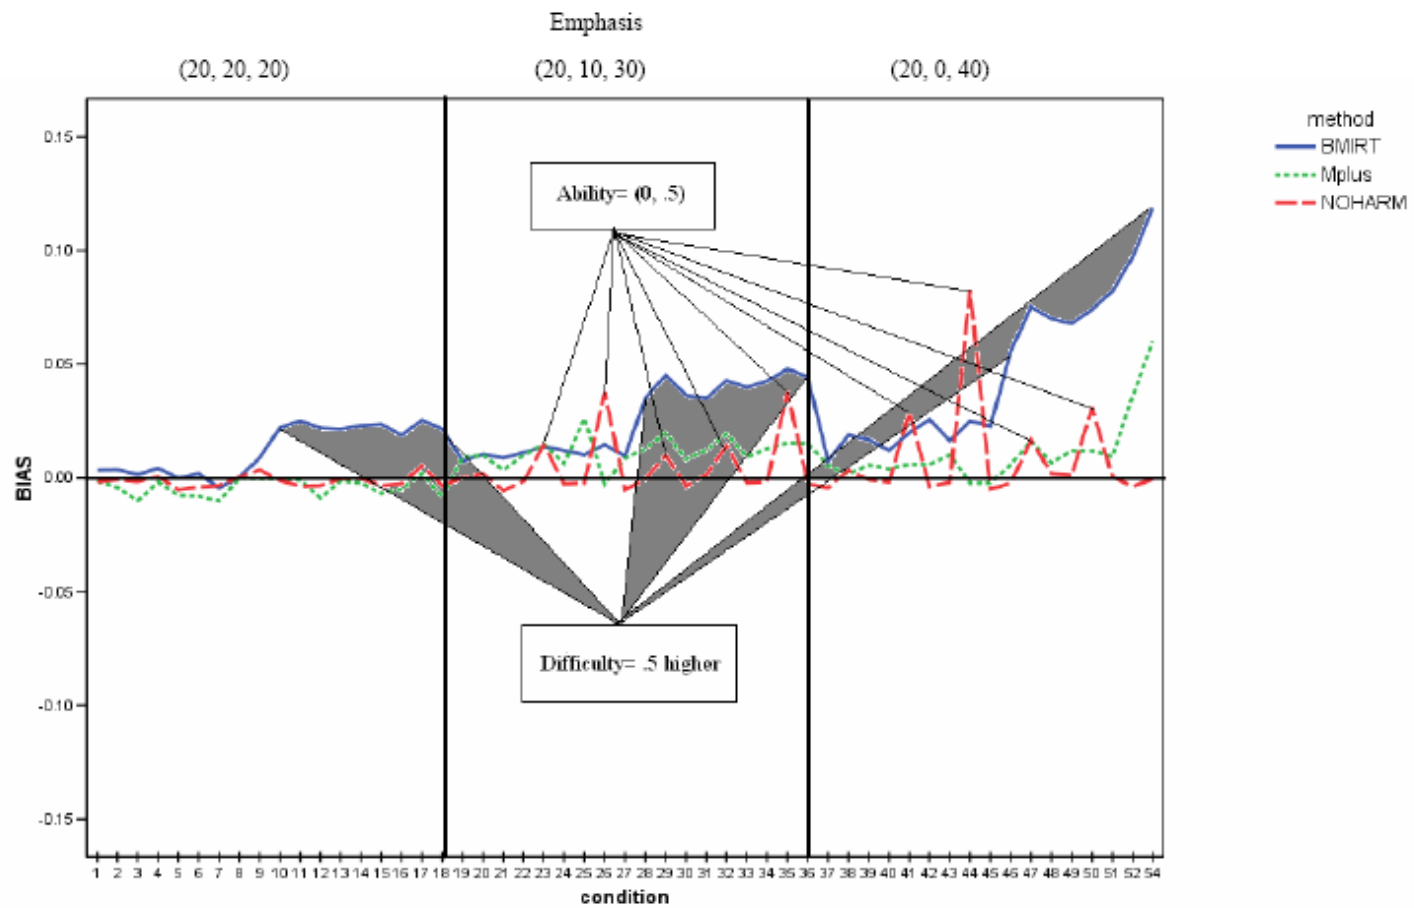 Emphasis
(20, 20, 20)
(20, 10, 30)
(20, 0, 40)
method
BMIRT
Mplus
NOHARM
0.15
0.10
0.05
0.00
-0.05
-0.10
-0.15
BIAS
Ability= (0, .5)
Difficulty= .5 higher
1 2 3 4 5 6 7 8 9 10 11 12 13 14 15 16 17 18 19 20 21 22 23 24 25 26 27 28 29 30 31 32 33 34 35 36 37 38 39 40 41 42 43 44 45 46 47 48 49 50 51 52 54
condition